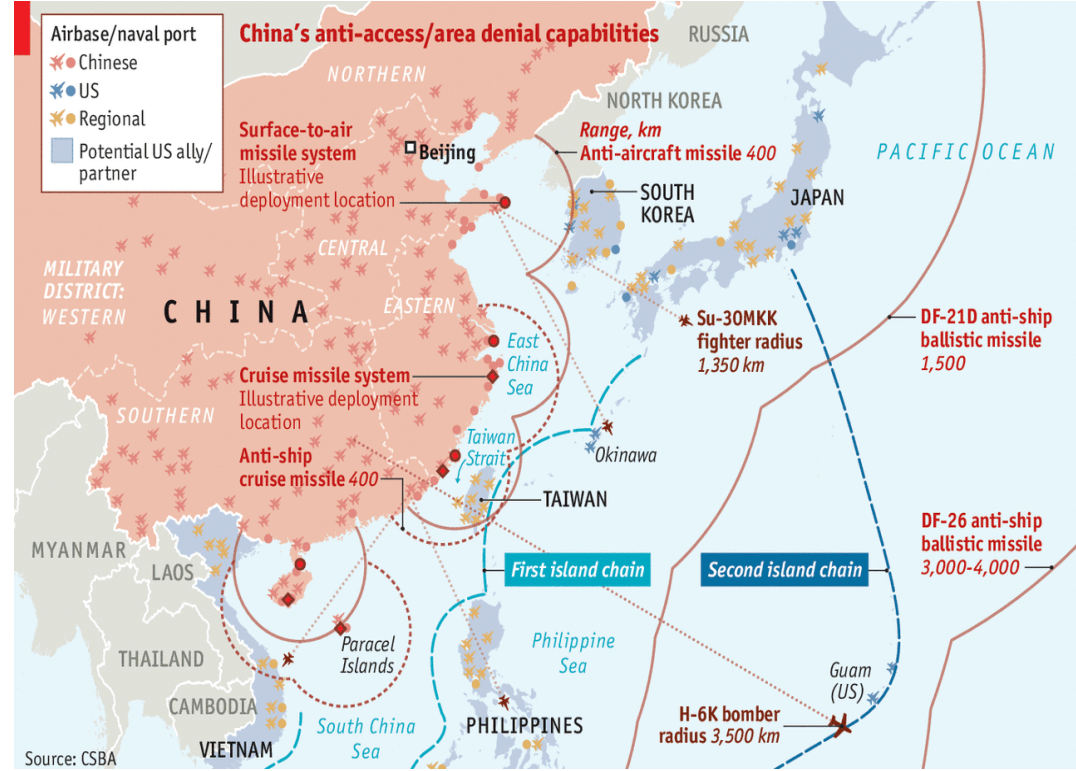 China's anti-access/area denial capabilities
Airbase/naval port
Chinese
US
Regional
Potential US ally/
partner
RUSSIA
NORTHERN
NORTH KOREA
Surface-to-air
missile system
Illustrative
deployment location
Beijing
Range, km
Anti-aircraft missile 400
PACIFIC OCEAN
SOUTH
KOREA
JAPAN
CENTRAL
MILITARY
DISTRICT:
WESTERN
CHINA
EASTERN
Su-30MKK
fighter radius
1,350 km
DF-21D anti-ship
ballistic missile
1,500
East
China
Sea
Cruise missile system
Illustrative deployment
location
SOUTHERN
Taiwan
Strait
Okinawa
Anti-ship
cruise missile 400
TAIWAN
DF-26 anti-ship
ballistic missile
3,000-4,000
MYANMAR
LAOS
First island chain
Second island chain
Paracel
Islands
Philippine
Sea
THAILAND
Guam
(US)
CAMBODIA
H-6K bomber
radius 3,500 km
South China
Sea
PHILIPPINES
VIETNAM
Source: CSBA